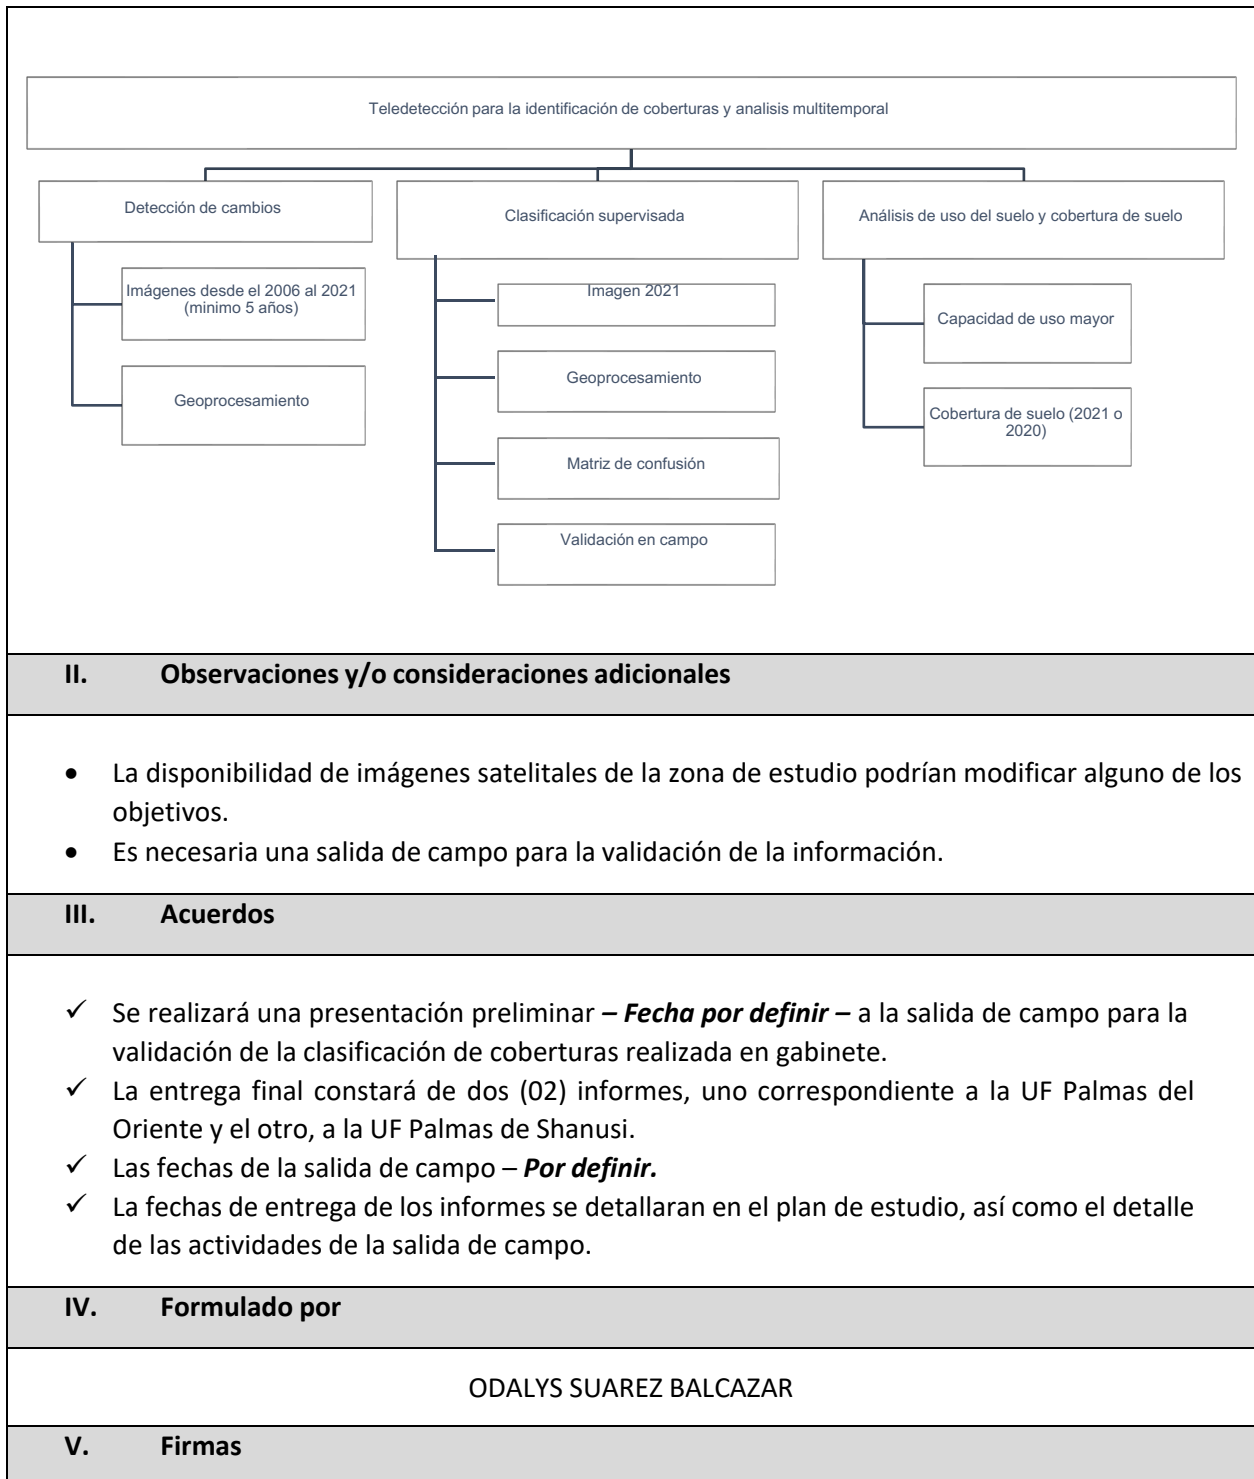 Teledetección para la identificación de coberturas y analisis multitemporal
Detección de cambios
Imágenes desde el 2006 al 2021
(minimo 5 años)
Geoprocesamiento
Clasificación supervisada
Imagen 2021
Geoprocesamiento
Matriz de confusión
Validación en campo
Análisis de uso del suelo y cobertura de suelo
Capacidad de uso mayor
Cobertura de suelo (2021 o
2020)
II. Observaciones y/o consideraciones adicionales
• La disponibilidad de imágenes satelitales de la zona de estudio podrían modificar alguno de los
objetivos.
• Es necesaria una salida de campo para la validación de la información.
III. Acuerdos
✓ Se realizará una presentación preliminar – Fecha por definir – a la salida de campo para la
validación de la clasificación de coberturas realizada en gabinete.
✓ La entrega final constará de dos (02) informes, uno correspondiente a la UF Palmas del
Oriente y el otro, a la UF Palmas de Shanusi.
✓ Las fechas de la salida de campo – Por definir.
✓ La fechas de entrega de los informes se detallaran en el plan de estudio, así como el detalle
de las actividades de la salida de campo.
IV. Formulado por
ODALYS SUAREZ BALCAZAR
V. Firmas